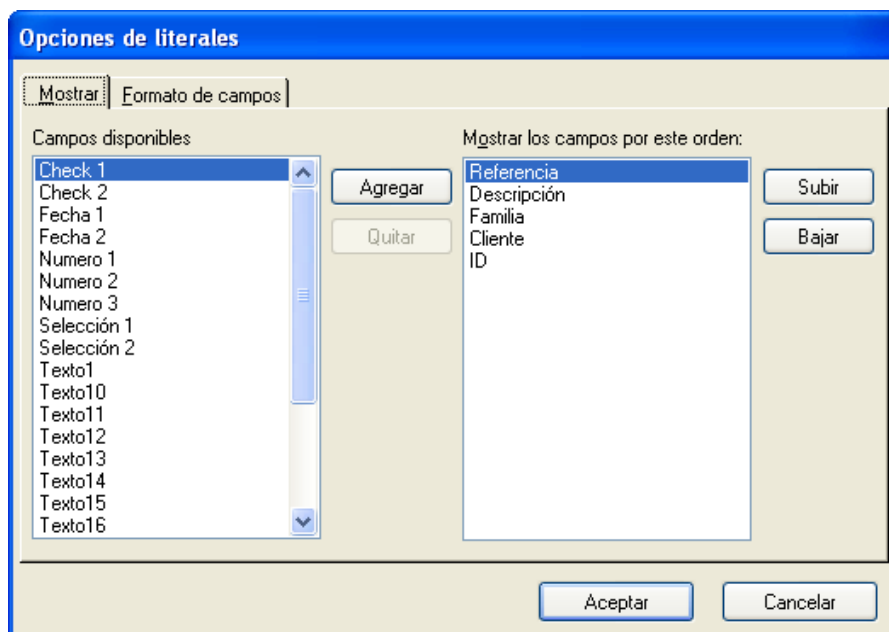 Opciones de literales
Mostrar
Formato de campos
Campos disponibles
Check 1
Check 2
Fecha 1
Fecha 2
Numero 1
Numero 2
Numero 3
Selección 1
Selección 2
Texto1
Texto10
Texto11
Texto12
Texto13
Texto14
Texto15
Texto16
Agregar
Quitar
Mostrar los campos por este orden:
Referencia
Descripción
Familia
Cliente
ID
Subir
Bajar
Aceptar
Cancelar